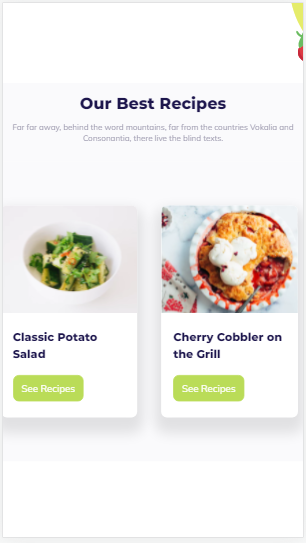 Our Best Recipes
Far far away, behind the word mountains, far from the countries Vokalia and
Consonantia, there live the blind texts.
Classic Potato
Salad
See Recipes
Cherry Cobbler on
the Grill
See Recipes